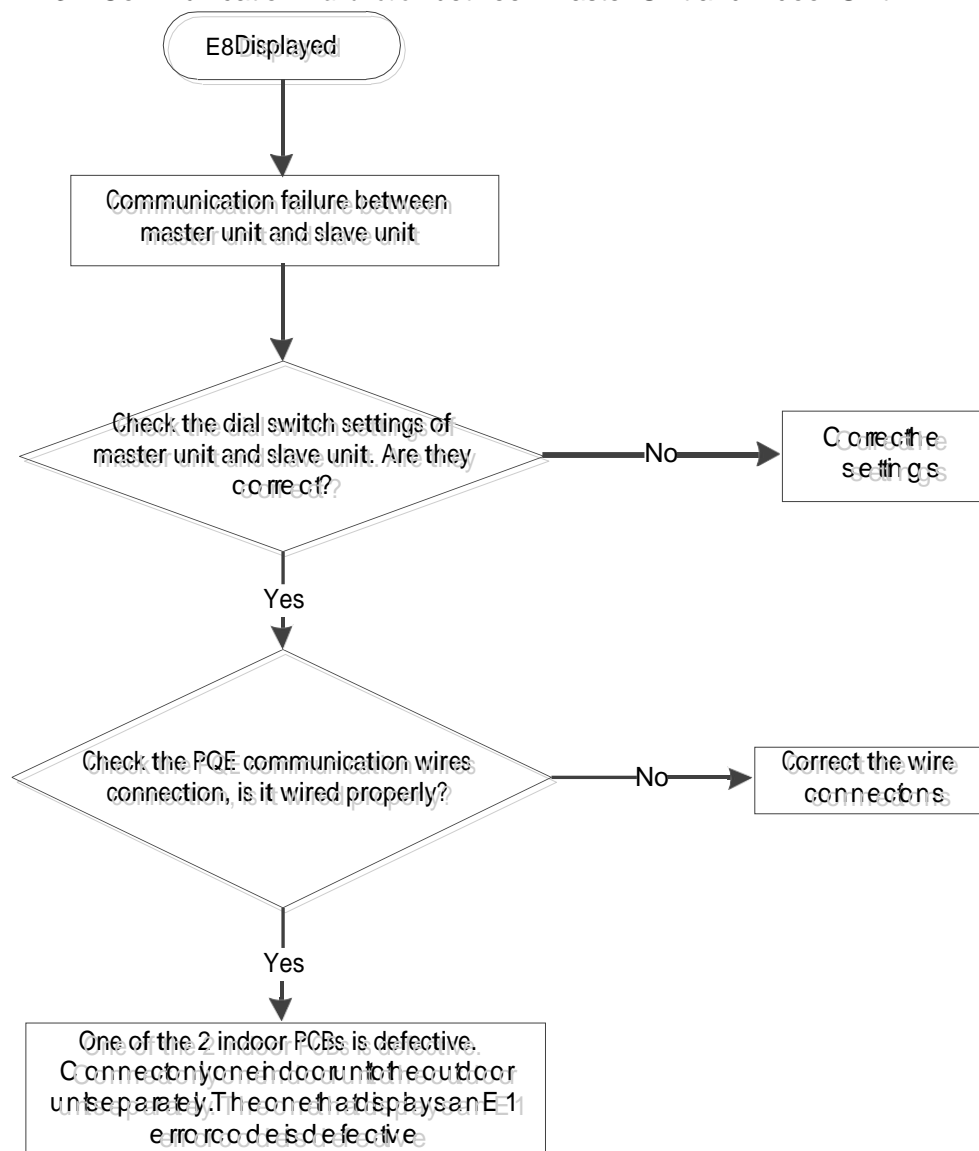 E8Displayed
Communication failure between
master unit and slave unit
Check the dial switch settings of
master unit and slave unit. Are they
correct?
No
Correct the
settings
Yes
Check the PQE communication wires
connection, is it wired properly?
No
Correct the wire
connections
Yes
One of the 2 indoor PCBs is defective.
Connect only one indoor unit to the outdoor
unit separately. The one that displays an E1
error code is defective